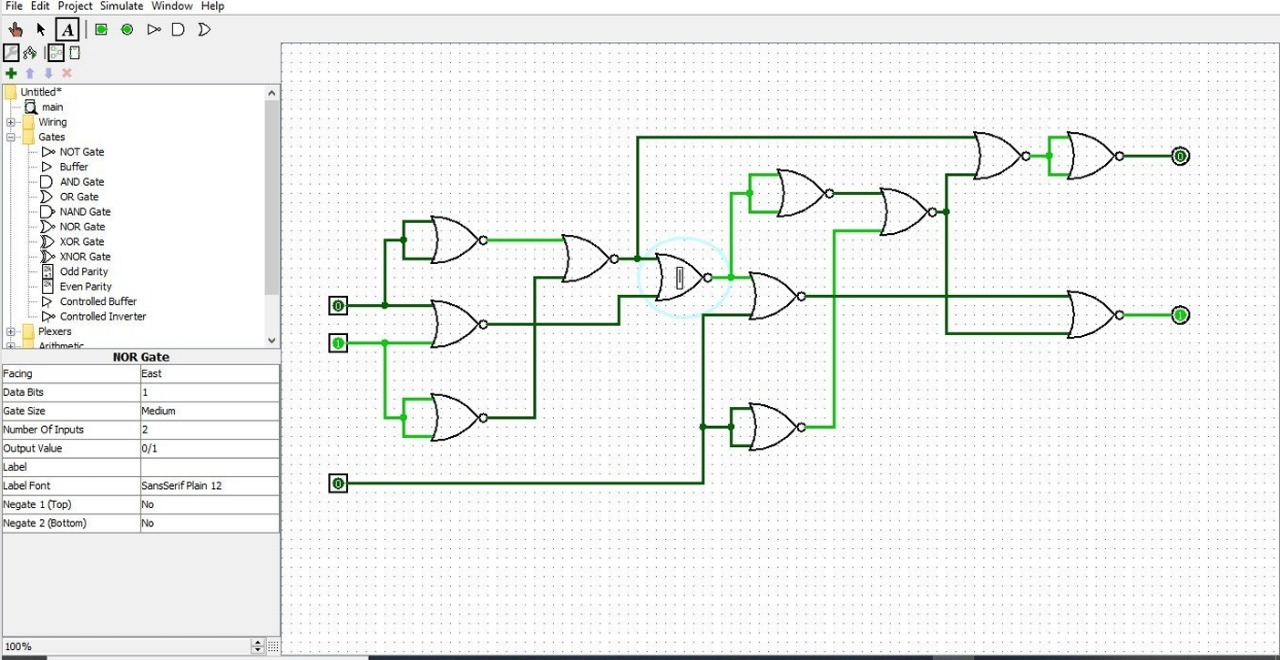 File Edit Project Simulate Window Help
A
Untitled*
main
Wiring
Gates
NOT Gate
Buffer
AND Gate
OR Gate
NAND Gate
NOR Gate
XOR Gate
XNOR Gate
Odd Parity
Even Parity
Controlled Buffer
Controlled Inverter
Plexers
Arithmetic
NOR Gate
Facing East
Data Bits 1
Gate Size Medium
Number Of Inputs 2
Output Value 0/1
Label
Label Font SansSerif Plain 12
Negate 1 (Top) No
Negate 2 (Bottom) No
100%
0
0
1
1
0